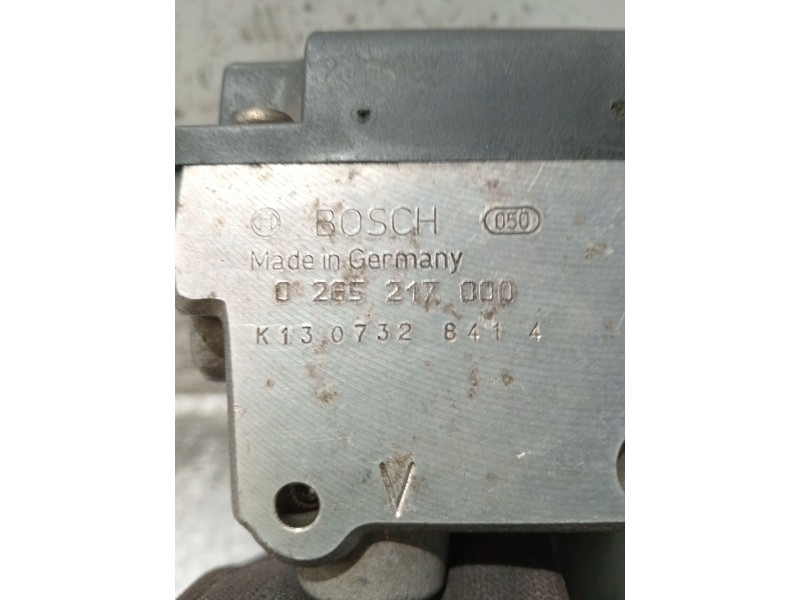 BOSCH 050
Made in Germany
0 265 217 000
K13 0732 841 4
V